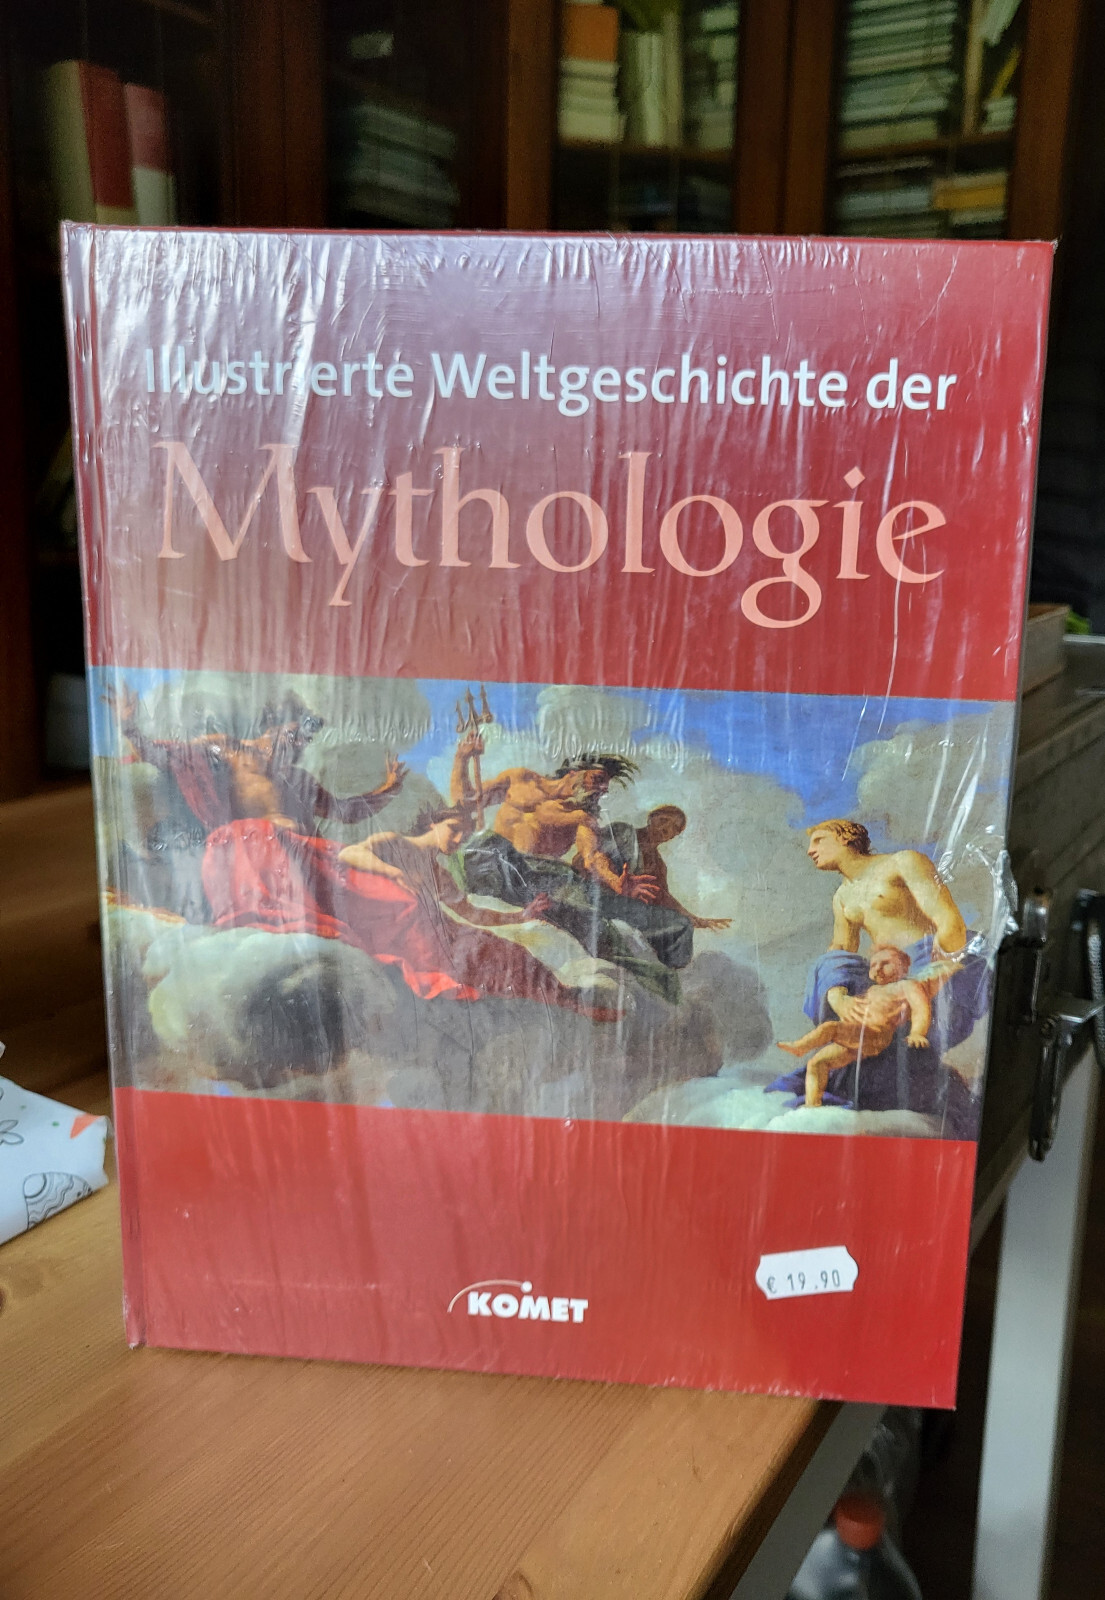 Illustrierte Weltgeschichte der
Mythologie
KOMET
€ 19.90